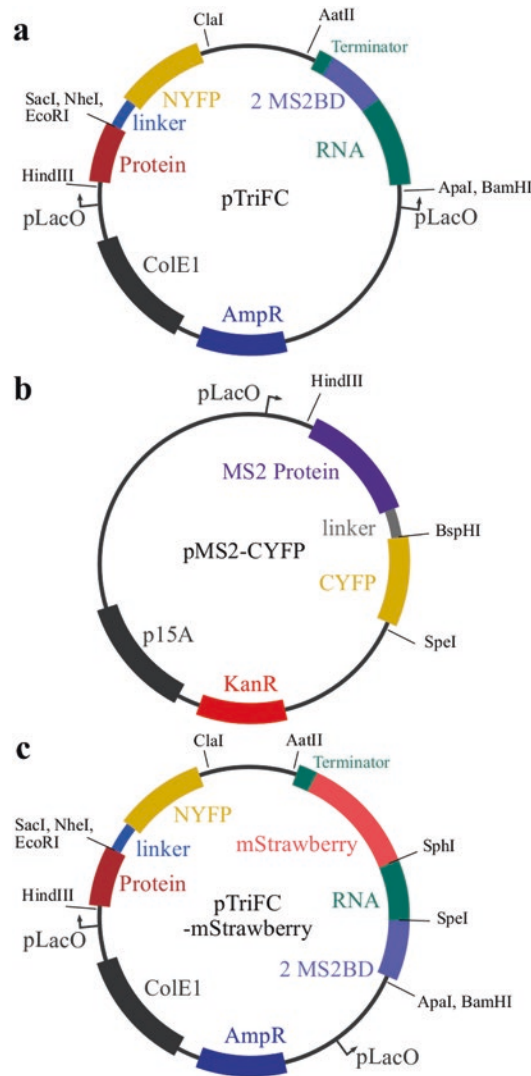 a
ClaI
AatII
Terminator
NYFP
2 MS2BD
SacI, NheI,
EcoRI
linker
RNA
Protein
HindIII
pTriFC
ApaI, BamHI
pLacO
pLacO
ColE1
AmpR
b
pLacO
HindIII
MS2 Protein
linker
BspHI
pMS2-CYFP
CYFP
p15A
SpeI
KanR
c
ClaI
AatII
Terminator
NYFP
mStrawberry
SacI, NheI,
EcoRI
linker
SphI
Protein
RNA
HindIII
pTriFC
-mStrawberry
SpeI
pLacO
2 MS2BD
ColE1
ApaI, BamHI
AmpR
pLacO